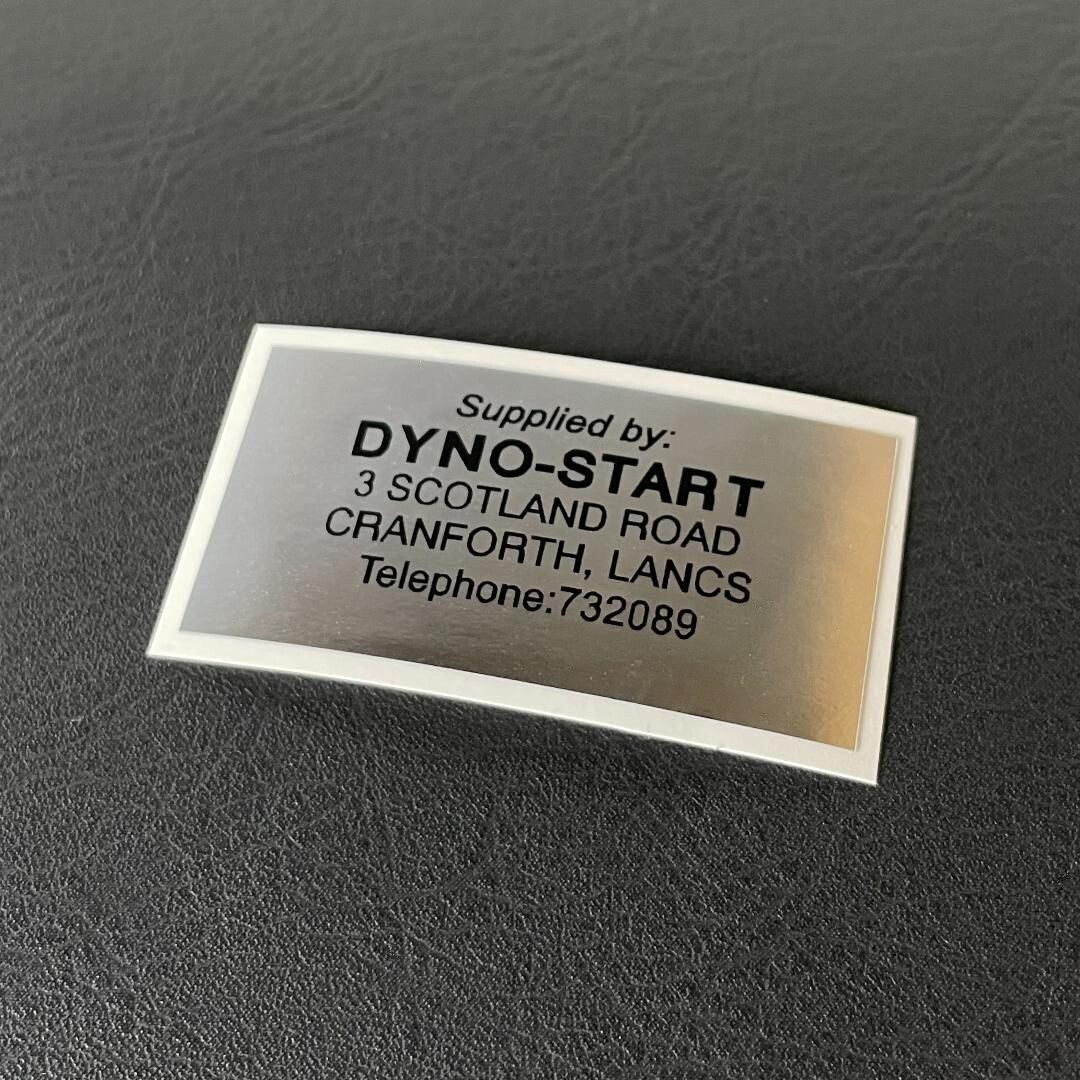 Supplied by:
DYNO-START
3 SCOTLAND ROAD
CRANFORTH, LANCS
Telephone:732089